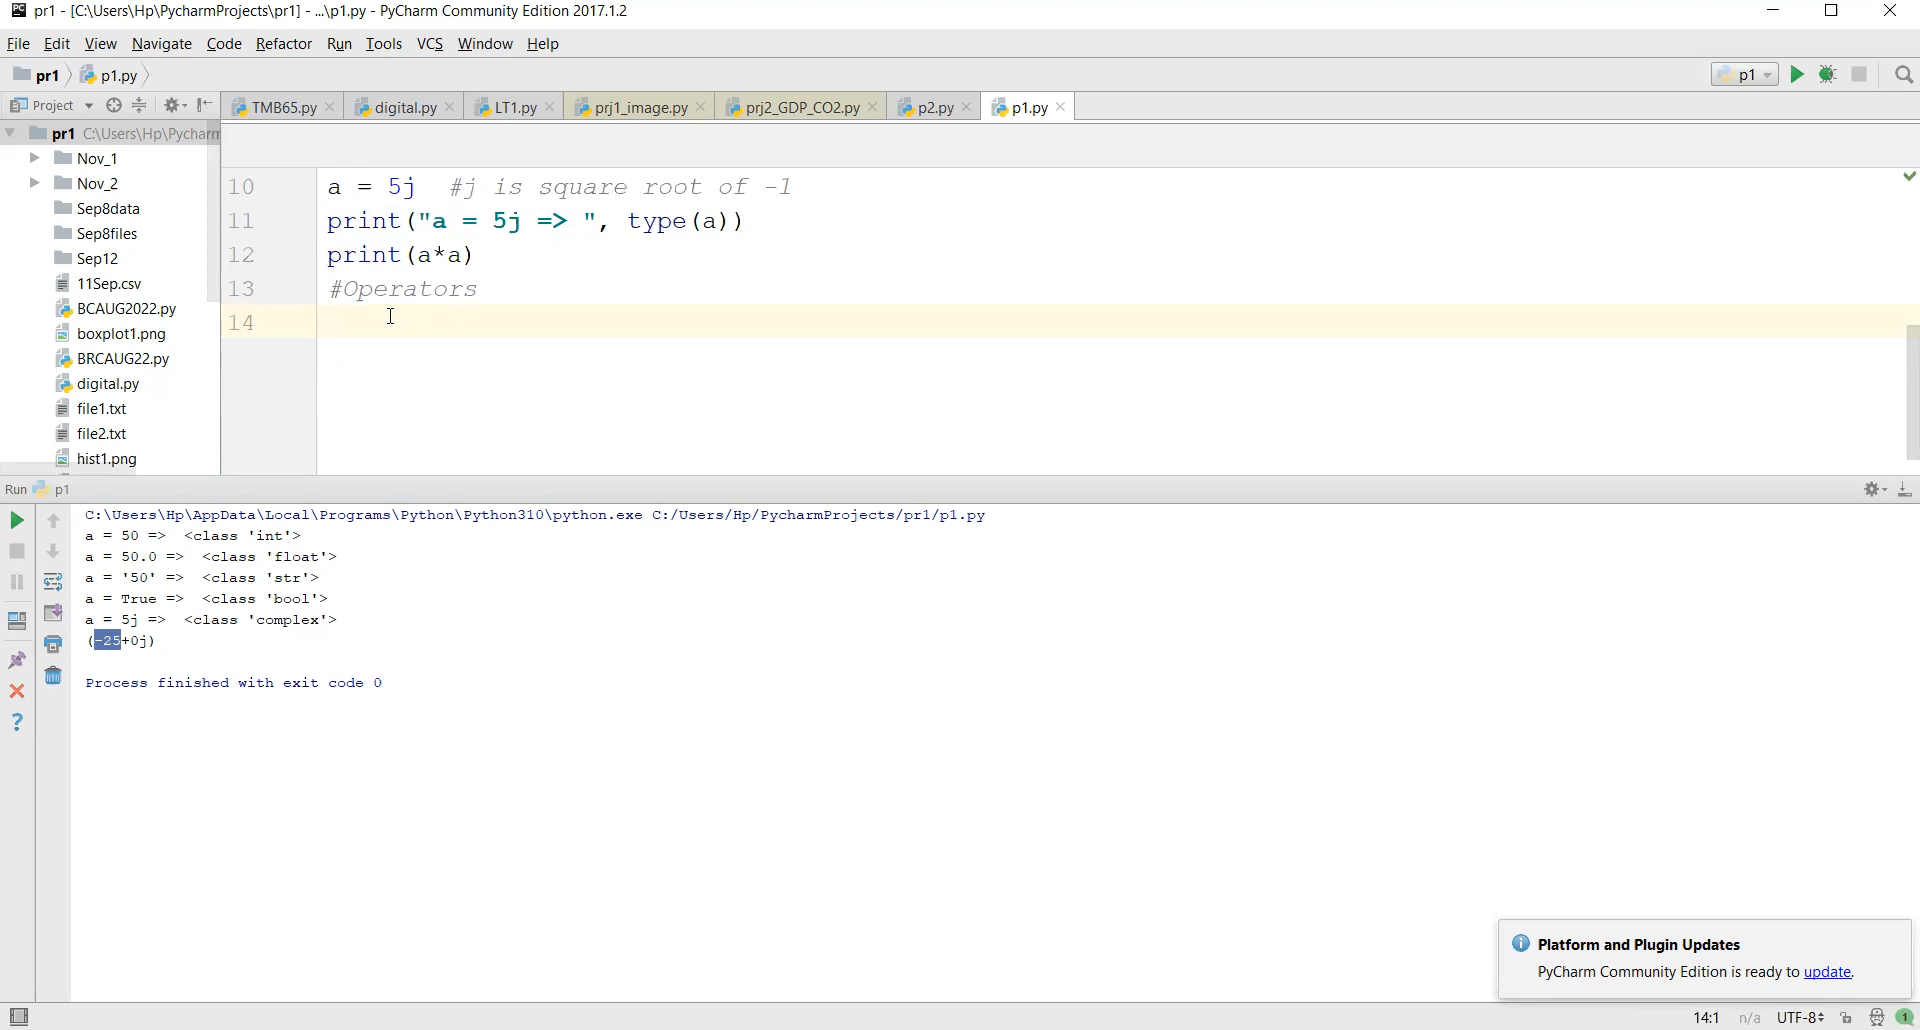 pr1 - [C:\Users\Hp\PycharmProjects\pr1] - ...\p1.py - PyCharm Community Edition 2017.1.2
File Edit View Navigate Code Refactor Run Tools VCS Window Help
pr1 p1.py p1
Project TMB65.py digital.py LT1.py prj1_image.py prj2_GDP_CO2.py p2.py p1.py
pr1 C:\Users\Hp\Pycharm
Nov_1
Nov_2
Sep8data
Sep8files
Sep12
11Sep.csv
BCAUG2022.py
boxplot1.png
BRCAUG22.py
digital.py
file1.txt
file2.txt
hist1.png
10 a = 5j #j is square root of -1
11 print("a = 5j => ", type(a))
12 print(a*a)
13 #Operators
14
Run p1
C:\Users\Hp\AppData\Local\Programs\Python\Python310\python.exe C:/Users/Hp/PycharmProjects/pr1/p1.py
a = 50 =>  <class 'int'>
a = 50.0 =>  <class 'float'>
a = '50' =>  <class 'str'>
a = True =>  <class 'bool'>
a = 5j =>  <class 'complex'>
(-25+0j)
Process finished with exit code 0
Platform and Plugin Updates
PyCharm Community Edition is ready to update.
14:1 n/a UTF-8 1